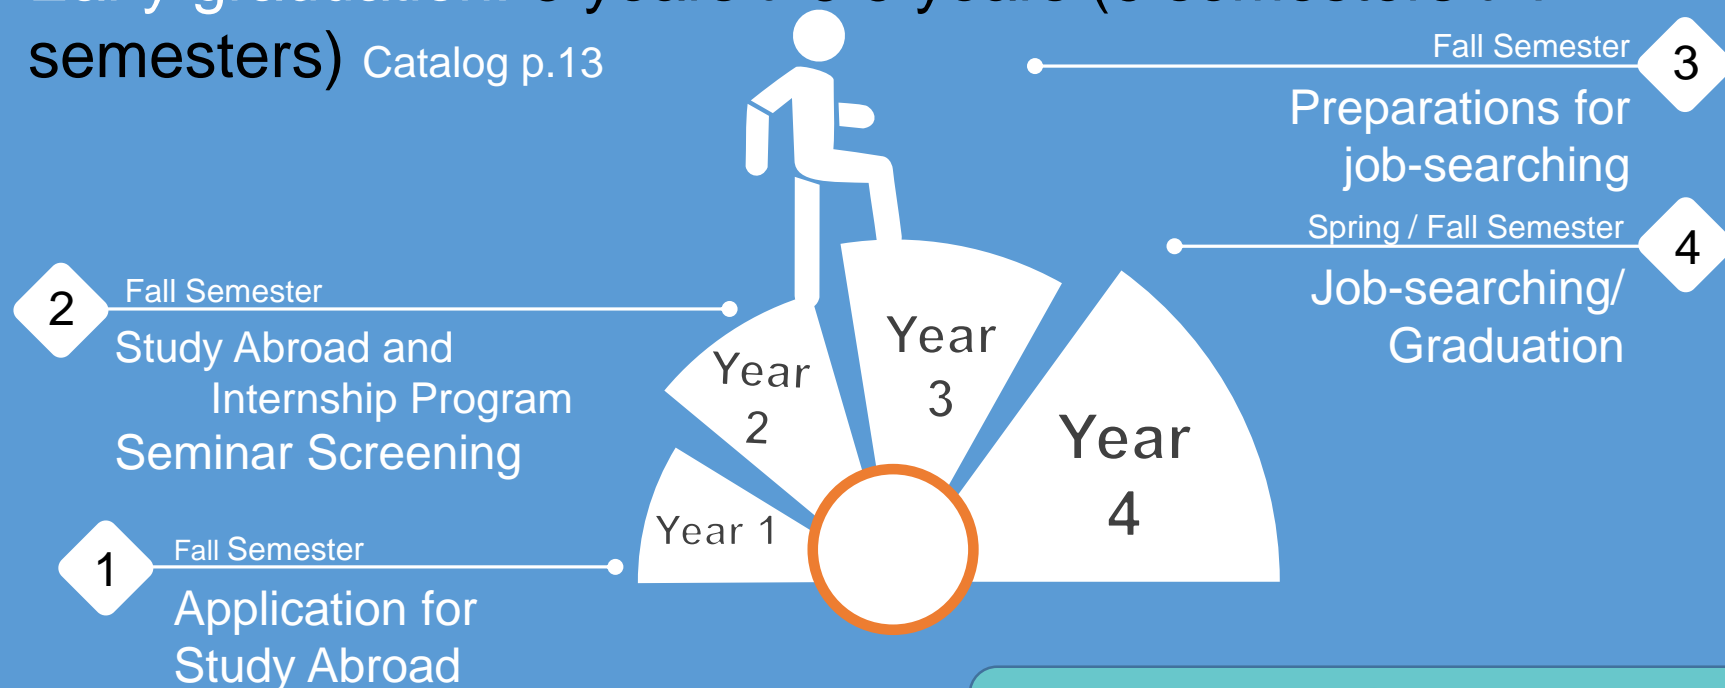 semesters) Catalog p.13
Fall Semester
3
Preparations for
job-searching
Spring / Fall Semester
4
Job-searching/
Graduation
2
Fall Semester
Study Abroad and
Internship Program
Seminar Screening
Year
2
Year
3
Year
4
Year 1
1
Fall Semester
Application for
Study Abroad